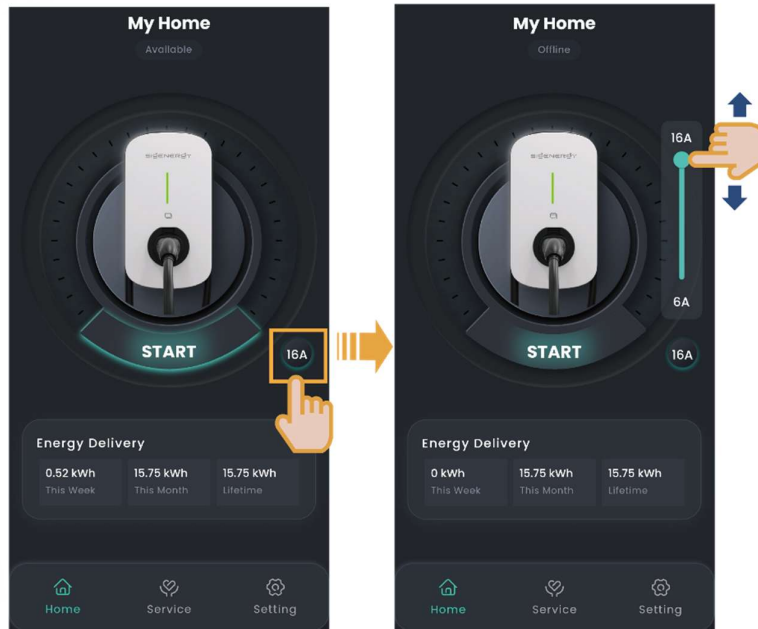 My Home
Available
SIGENERGY
START
16A
Energy Delivery
0.52 kWh
This Week
15.75 kWh
This Month
15.75 kWh
Lifetime
Home
Service
Setting
My Home
Offline
16A
SIGENERGY
6A
START
16A
Energy Delivery
0 kWh
This Week
15.75 kWh
This Month
15.75 kWh
Lifetime
Home
Service
Setting